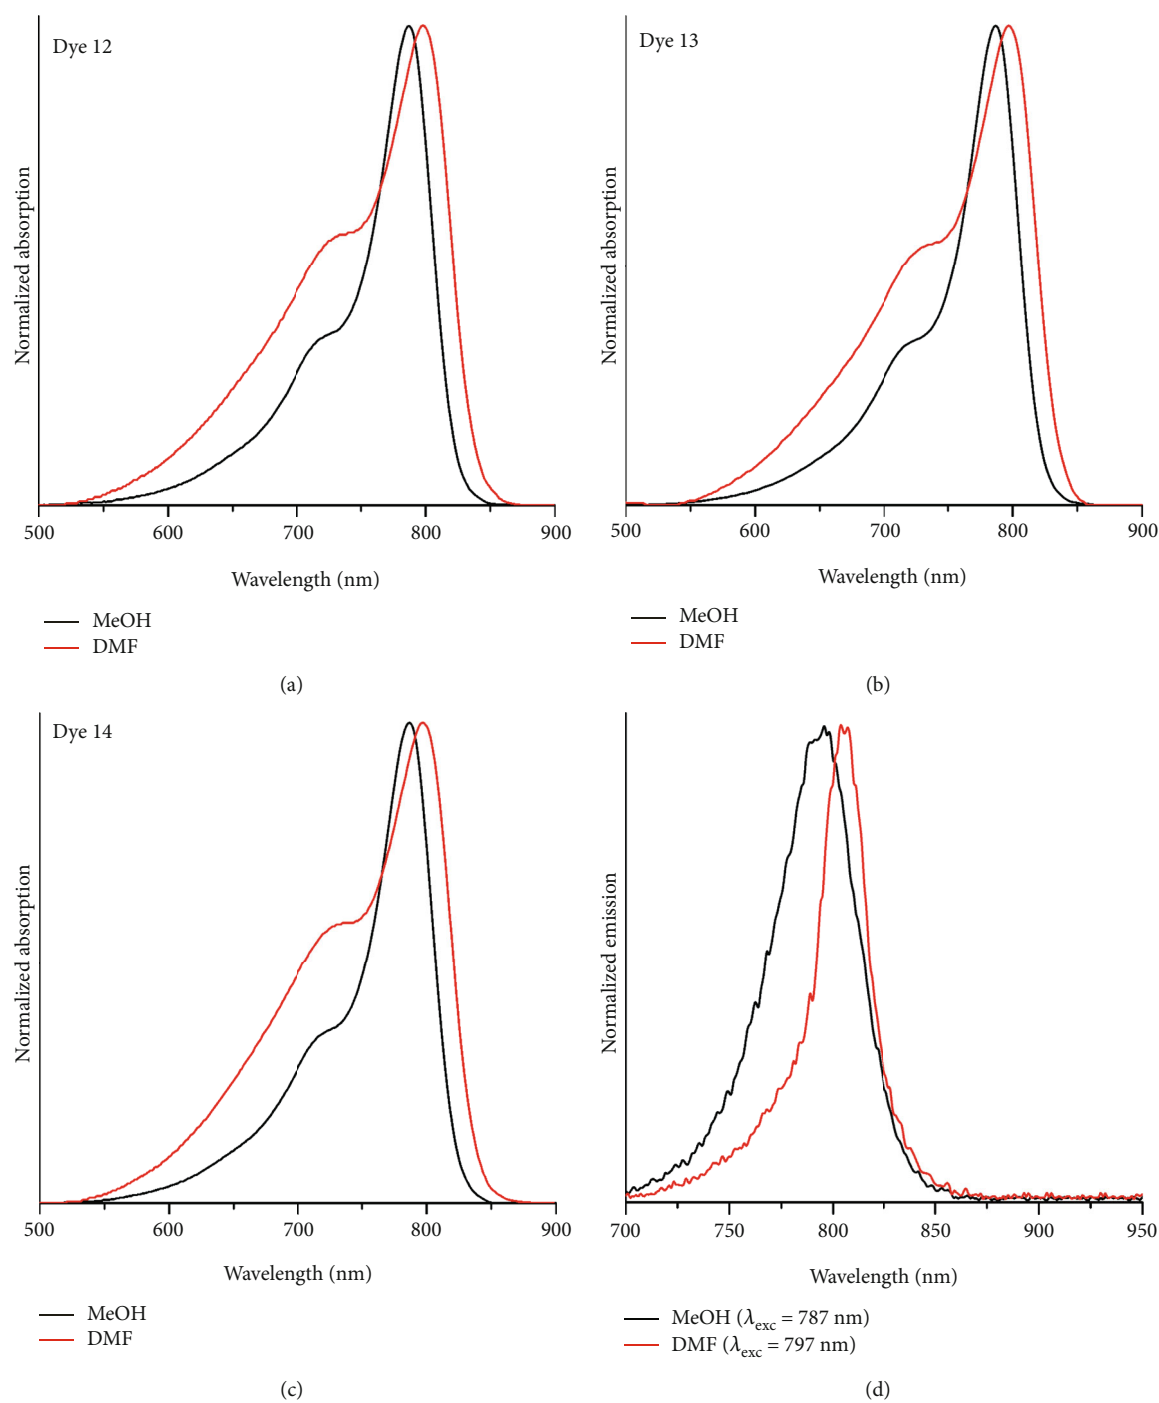 Dye 12
Normalized absorption
500 600 700 800 900
Wavelength (nm)
MeOH
DMF
(a)
Dye 13
Normalized absorption
500 600 700 800 900
Wavelength (nm)
MeOH
DMF
(b)
Dye 14
Normalized absorption
500 600 700 800 900
Wavelength (nm)
MeOH
DMF
(c)
Normalized emission
700 750 800 850 900 950
Wavelength (nm)
MeOH (λexc = 787 nm)
DMF (λexc = 797 nm)
(d)